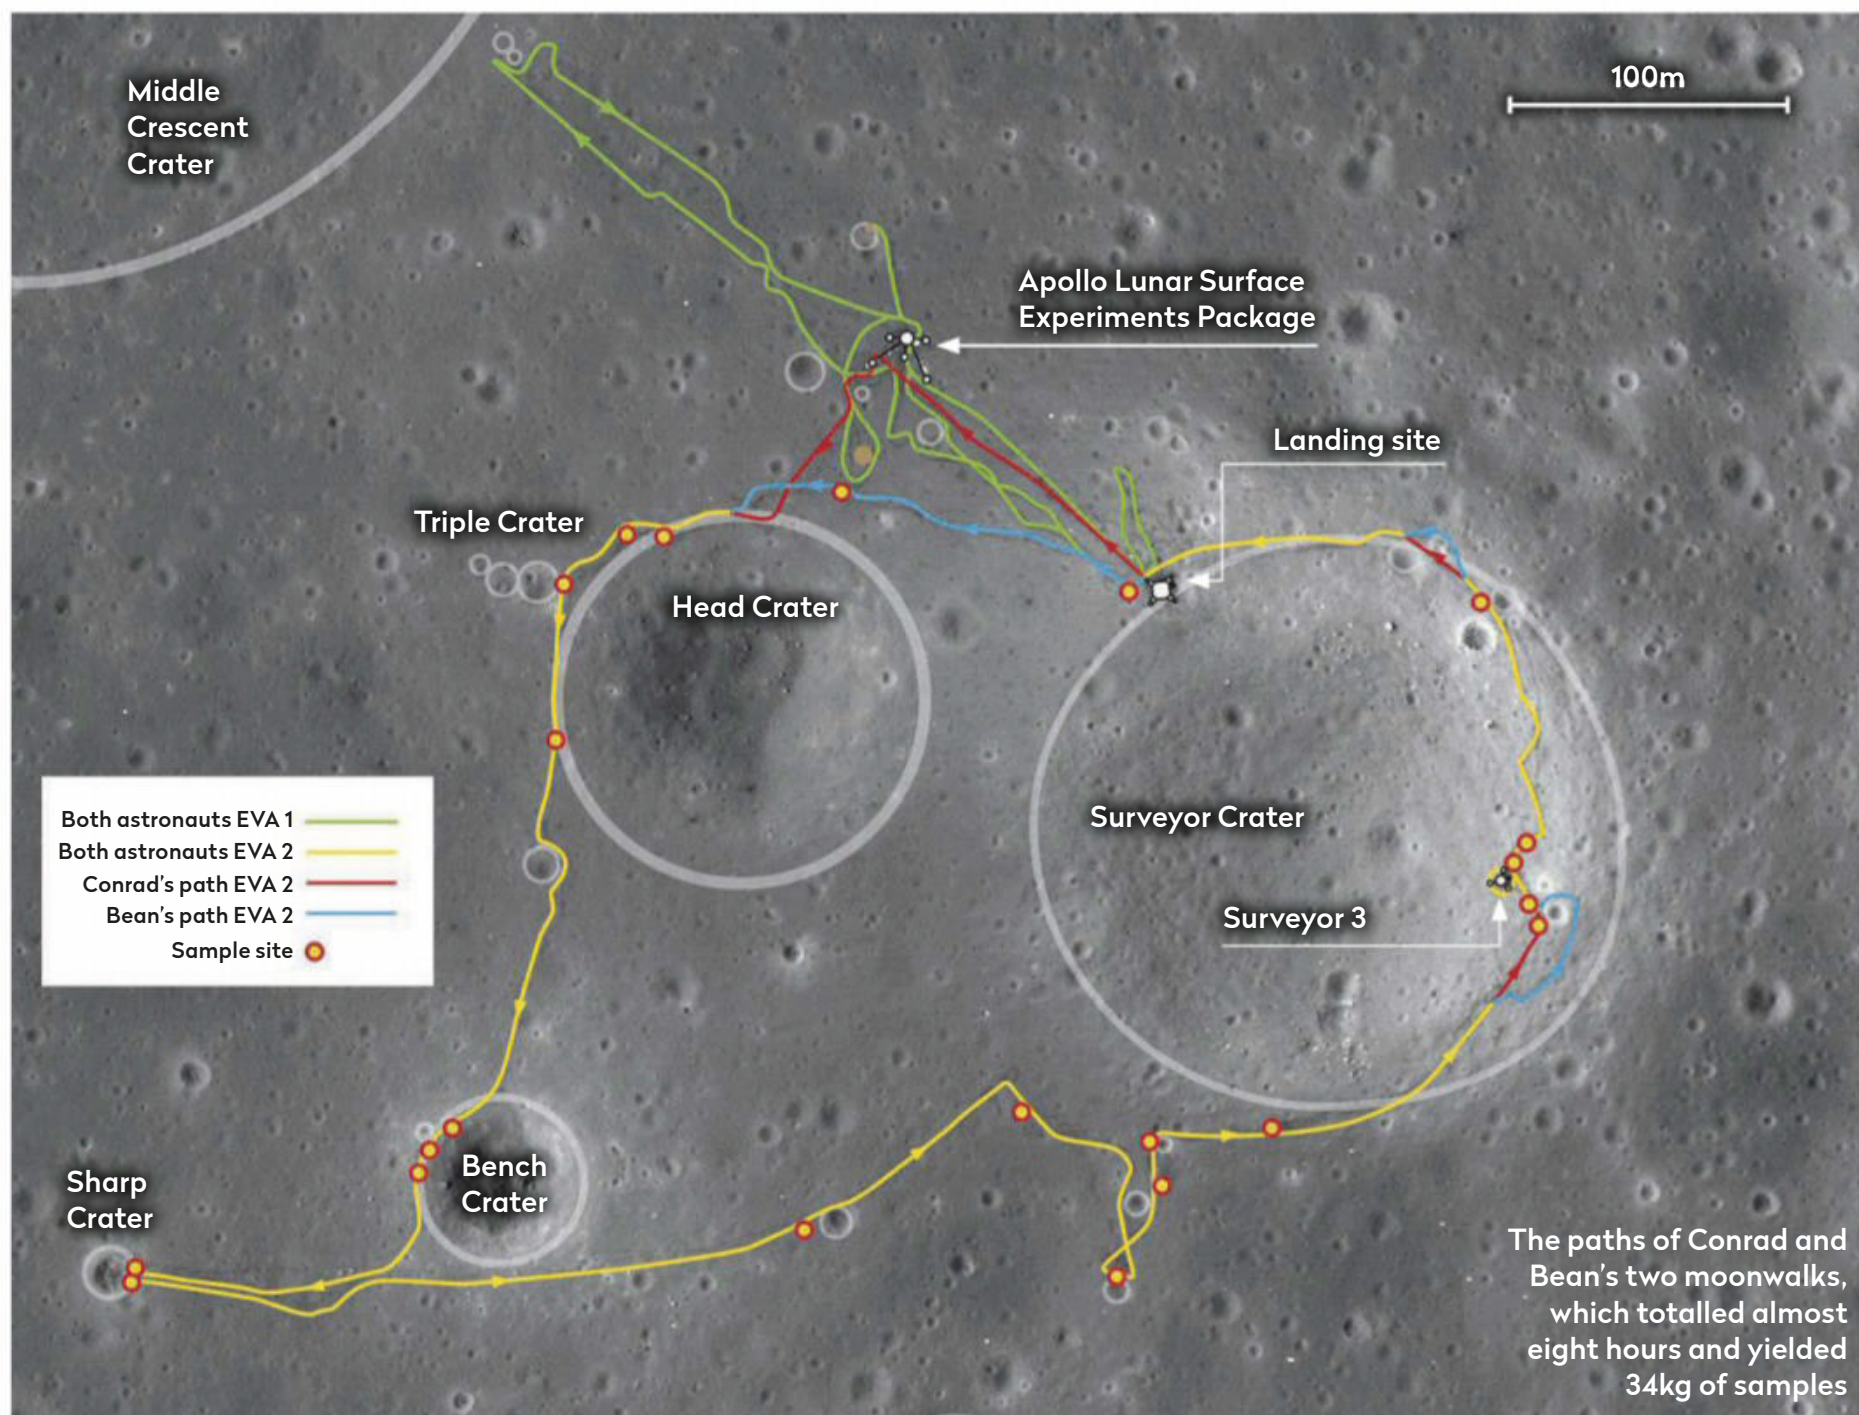 Middle
Crescent
Crater
100m
Apollo Lunar Surface
Experiments Package
Landing site
Triple Crater
Head Crater
Surveyor Crater
Both astronauts EVA 1
Both astronauts EVA 2
Conrad’s path EVA 2
Bean’s path EVA 2
Sample site
Surveyor 3
Bench
Crater
Sharp
Crater
The paths of Conrad and
Bean’s two moonwalks,
which totalled almost
eight hours and yielded
34kg of samples